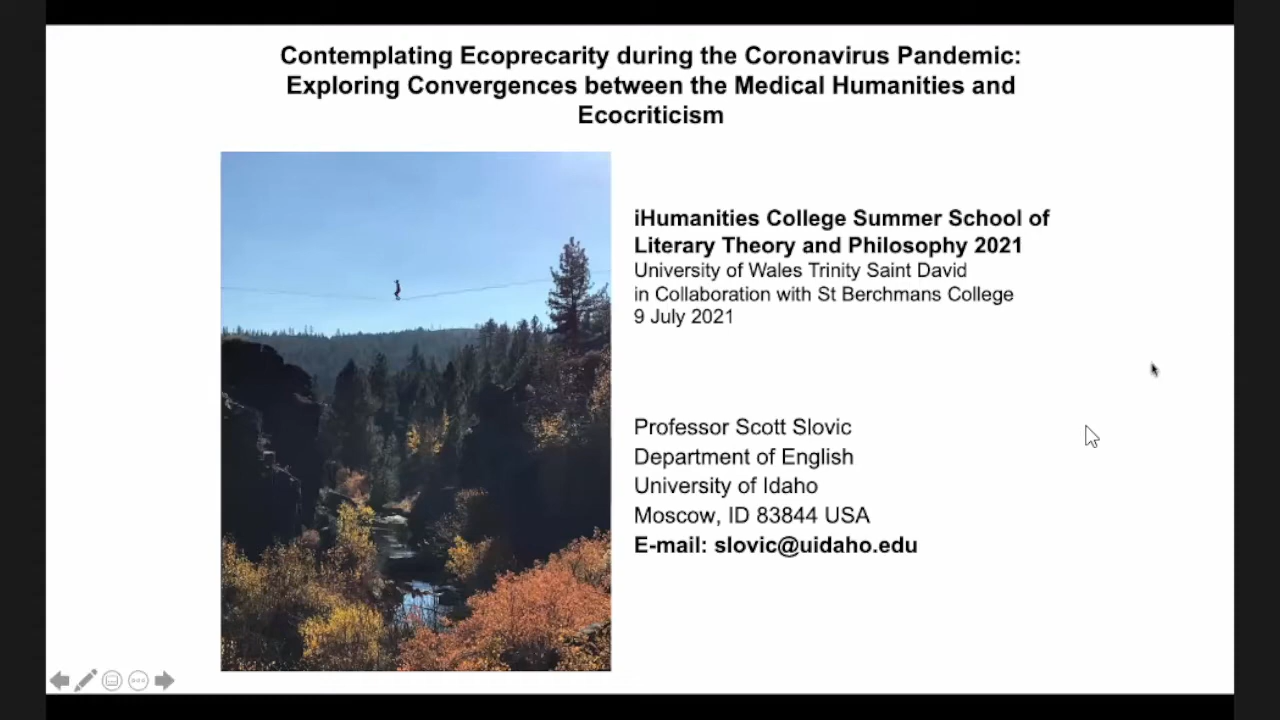 Contemplating Ecoprecarity during the Coronavirus Pandemic:
Exploring Convergences between the Medical Humanities and
Ecocriticism
iHumanities College Summer School of
Literary Theory and Philosophy 2021
University of Wales Trinity Saint David
in Collaboration with St Berchmans College
9 July 2021
Professor Scott Slovic
Department of English
University of Idaho
Moscow, ID 83844 USA
E-mail: slovic@uidaho.edu